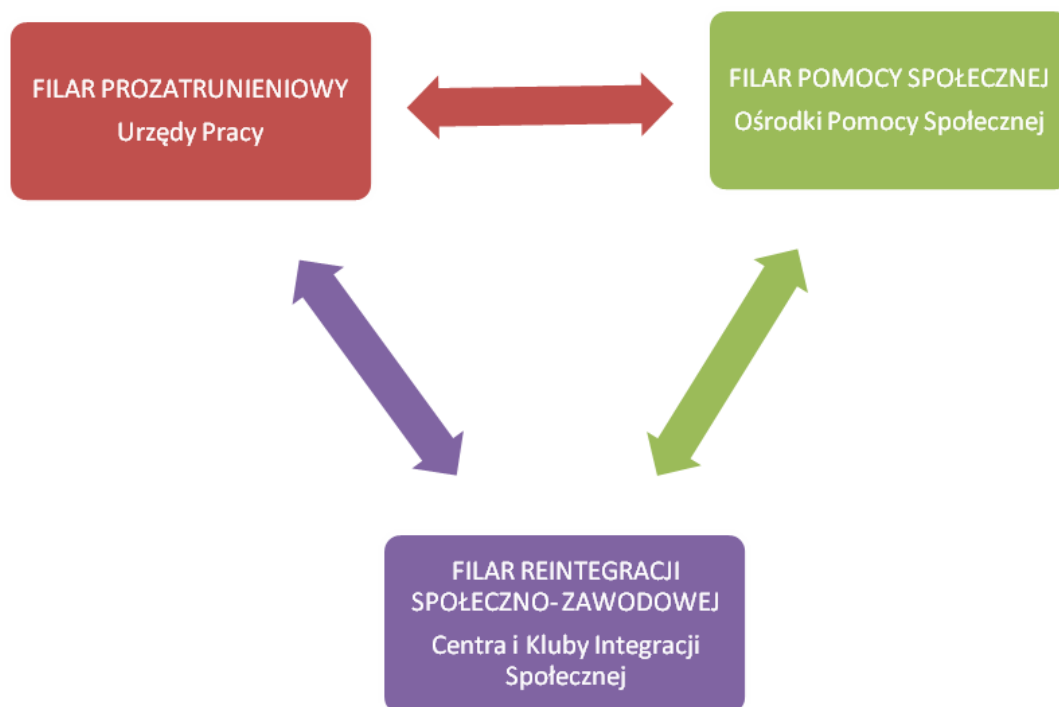 FILAR PROZATRUNIENIOWY
Urzędy Pracy
FILAR POMOCY SPOŁECZNEJ
Ośrodki Pomocy Społecznej
FILAR REINTEGRACJI
SPOŁECZNO- ZAWODOWEJ
Centra i Kluby Integracji
Społecznej